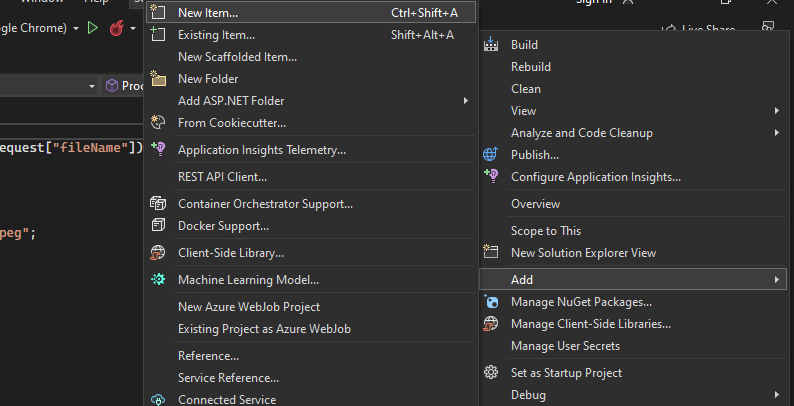 Window
Help
Sign in
gle Chrome)
Live Share
Proc
equest["fileName"])
peg";
New Item... Ctrl+Shift+A
Existing Item... Shift+Alt+A
New Scaffolded Item...
New Folder
Add ASP.NET Folder
From Cookiecutter...
Application Insights Telemetry...
REST API Client...
Container Orchestrator Support...
Docker Support...
Client-Side Library...
Machine Learning Model...
New Azure WebJob Project
Existing Project as Azure WebJob
Reference...
Service Reference...
Connected Service
Build
Rebuild
Clean
View
Analyze and Code Cleanup
Publish...
Configure Application Insights...
Overview
Scope to This
New Solution Explorer View
Add
Manage NuGet Packages...
Manage Client-Side Libraries...
Manage User Secrets
Set as Startup Project
Debug